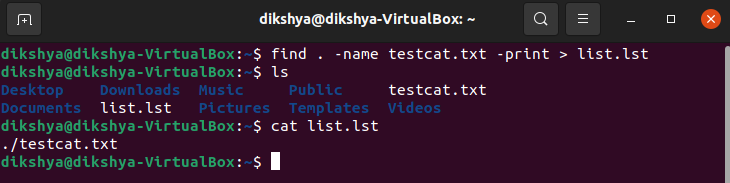 dikshya@dikshya-VirtualBox: ~
dikshya@dikshya-VirtualBox:~$ find . -name testcat.txt -print > list.lst
dikshya@dikshya-VirtualBox:~$ ls
Desktop Downloads Music Public testcat.txt
Documents list.lst Pictures Templates Videos
dikshya@dikshya-VirtualBox:~$ cat list.lst
./testcat.txt
dikshya@dikshya-VirtualBox:~$